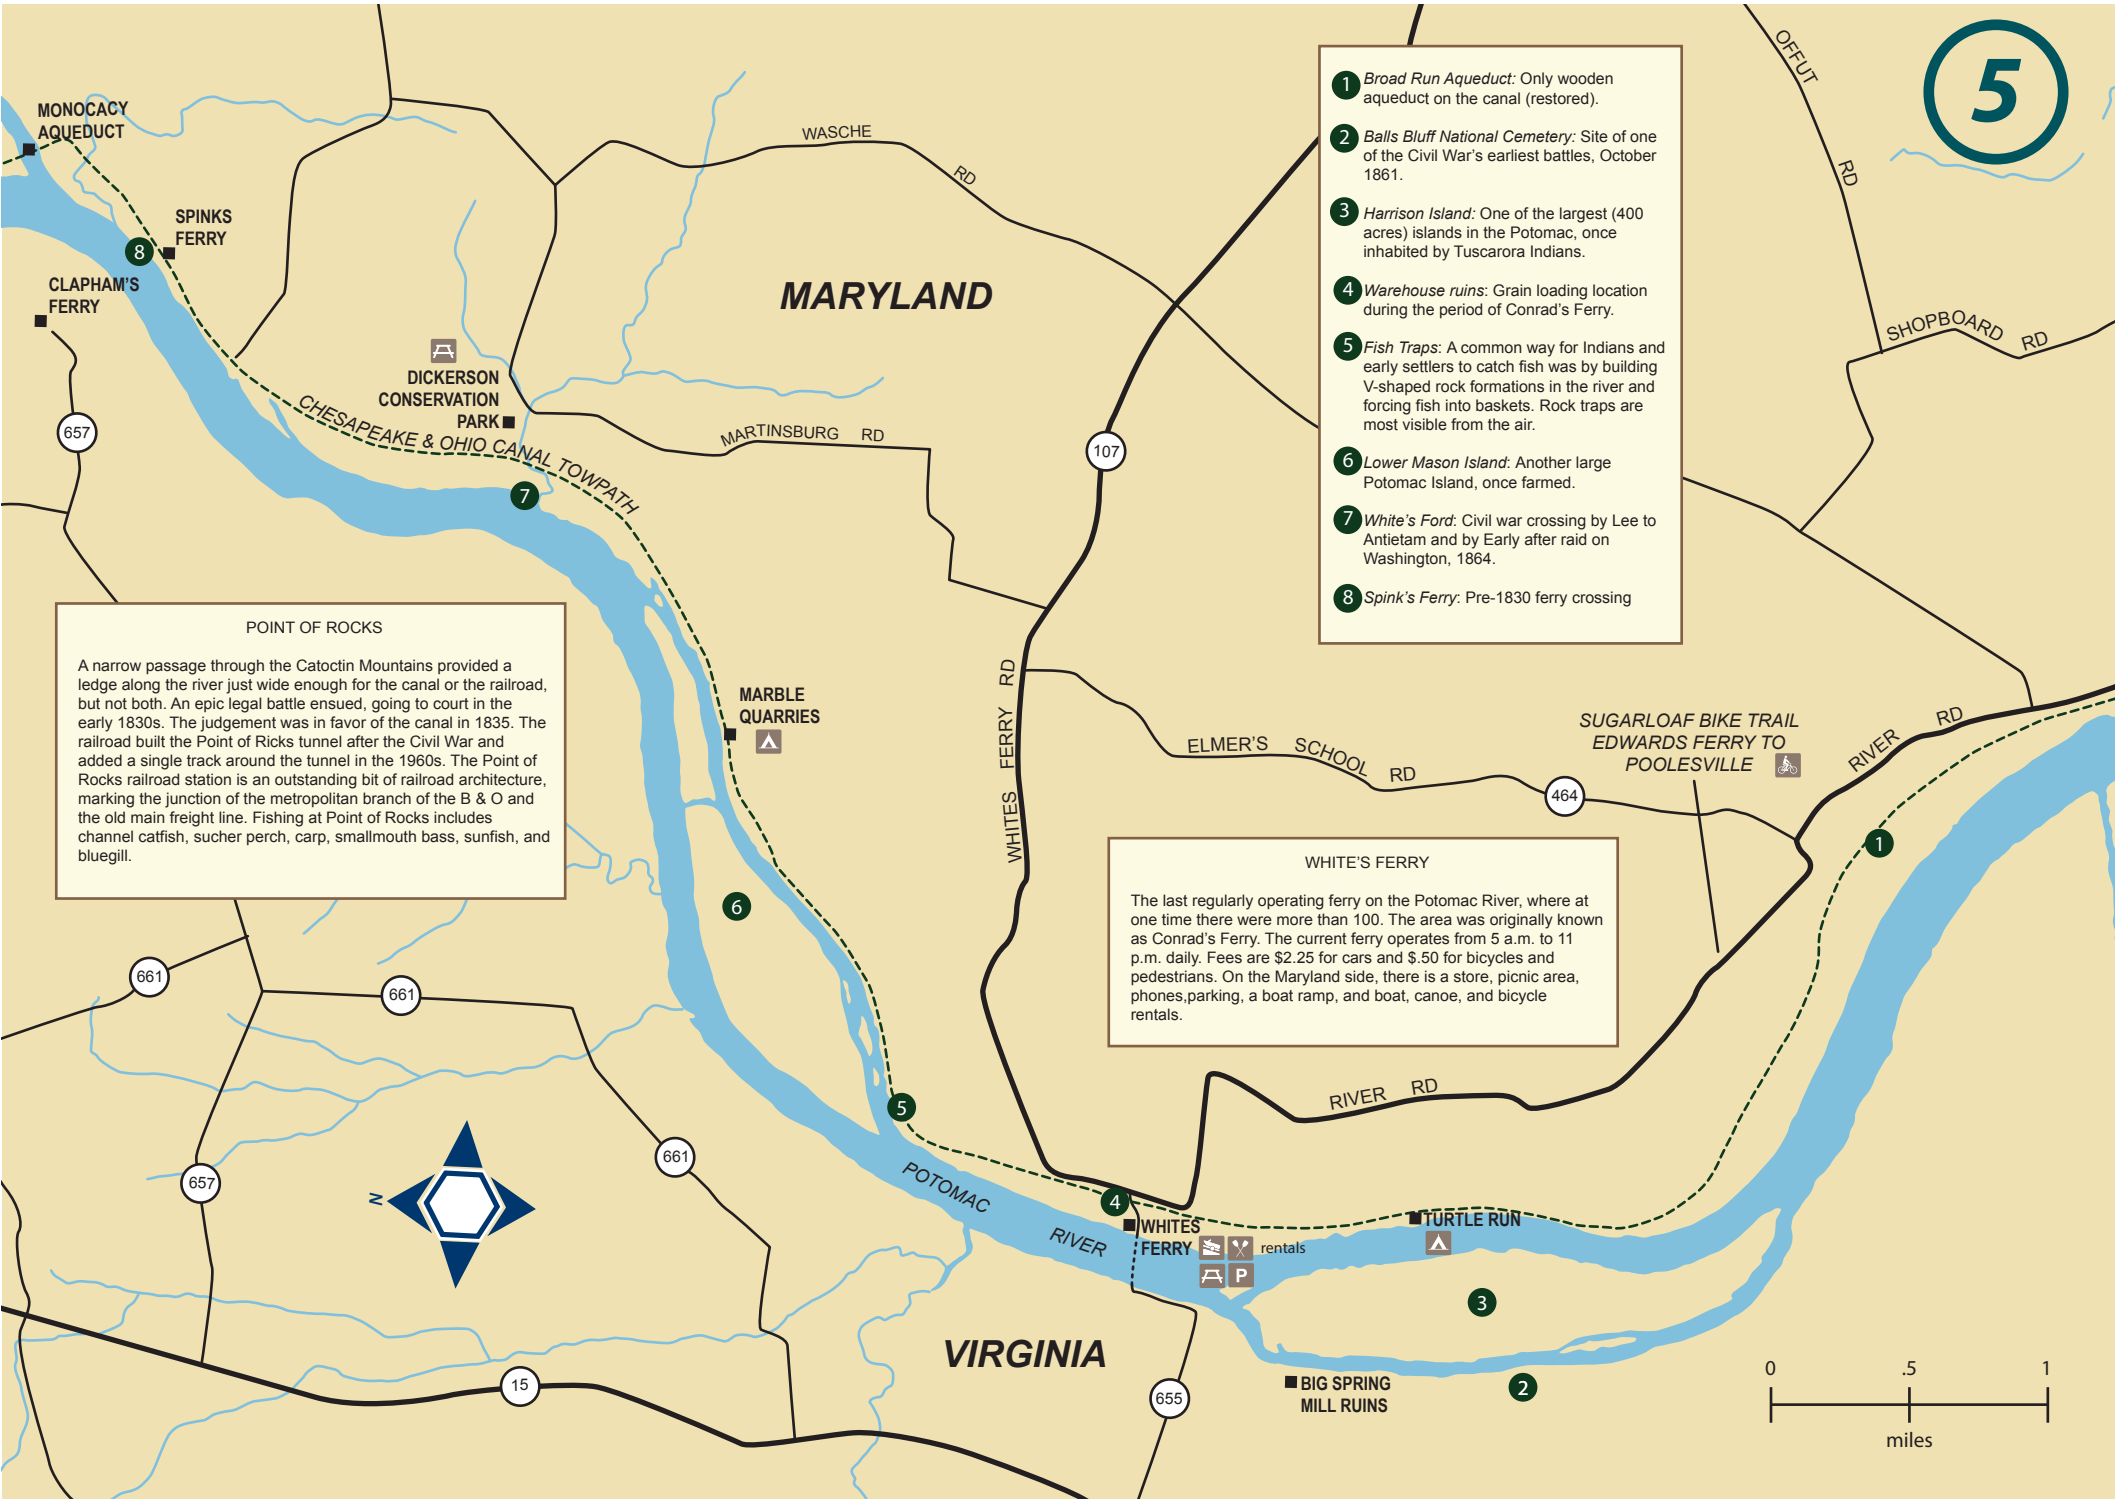 5
MONOCACY
AQUEDUCT
SPINKS
FERRY
8
CLAPHAM'S
FERRY
657
WASCHE
RD
MARYLAND
OFFUT
RD
SHOPBOARD
RD
DICKERSON
CONSERVATION
PARK
CHESAPEAKE & OHIO CANAL TOWPATH
7
MARTINSBURG RD
107
1 Broad Run Aqueduct: Only wooden
aqueduct on the canal (restored).
2 Balls Bluff National Cemetery: Site of one
of the Civil War's earliest battles, October
1861.
3 Harrison Island: One of the largest (400
acres) islands in the Potomac, once
inhabited by Tuscarora Indians.
4 Warehouse ruins: Grain loading location
during the period of Conrad's Ferry.
5 Fish Traps: A common way for Indians and
early settlers to catch fish was by building
V-shaped rock formations in the river and
forcing fish into baskets. Rock traps are
most visible from the air.
6 Lower Mason Island: Another large
Potomac Island, once farmed.
7 White's Ford: Civil war crossing by Lee to
Antietam and by Early after raid on
Washington, 1864.
8 Spink's Ferry: Pre-1830 ferry crossing
POINT OF ROCKS
A narrow passage through the Catoctin Mountains provided a
ledge along the river just wide enough for the canal or the railroad,
but not both. An epic legal battle ensued, going to court in the
early 1830s. The judgement was in favor of the canal in 1835. The
railroad built the Point of Ricks tunnel after the Civil War and
added a single track around the tunnel in the 1960s. The Point of
Rocks railroad station is an outstanding bit of railroad architecture,
marking the junction of the metropolitan branch of the B & O and
the old main freight line. Fishing at Point of Rocks includes
channel catfish, sucher perch, carp, smallmouth bass, sunfish, and
bluegill.
MARBLE
QUARRIES
WHITES FERRY RD
ELMER'S SCHOOL RD
464
SUGARLOAF BIKE TRAIL
EDWARDS FERRY TO
POOLESVILLE
RIVER RD
1
6
WHITE'S FERRY
The last regularly operating ferry on the Potomac River, where at
one time there were more than 100. The area was originally known
as Conrad's Ferry. The current ferry operates from 5 a.m. to 11
p.m. daily. Fees are $2.25 for cars and $.50 for bicycles and
pedestrians. On the Maryland side, there is a store, picnic area,
phones,parking, a boat ramp, and boat, canoe, and bicycle
rentals.
661
661
RIVER RD
5
661
657
N
POTOMAC
RIVER
4
WHITES
FERRY
rentals
P
TURTLE RUN
3
VIRGINIA
15
655
BIG SPRING
MILL RUINS
2
0 .5 1
miles